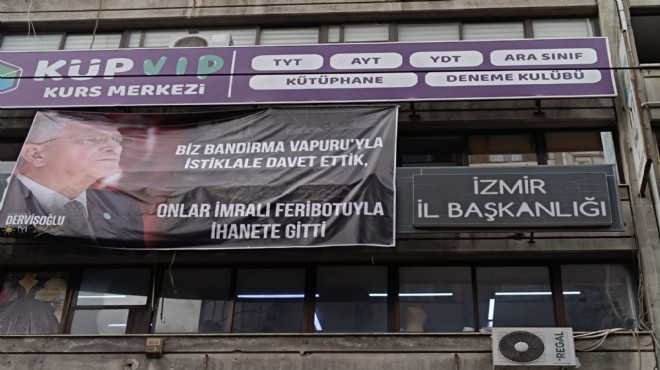 KÜP VIP
KURS MERKEZİ
TYT
AYT
YDT
ARA SINIF
KÜTÜPHANE
DENEME KULÜBÜ
BİZ BANDIRMA VAPURU'YLA
İSTİKLALE DAVET ETTİK,
ONLAR İMRALI FERİBOTUYLA
İHANETE GİTTİ
DERVİŞOĞLU
İYİ
İZMİR
İL BAŞKANLIĞI
REGAL